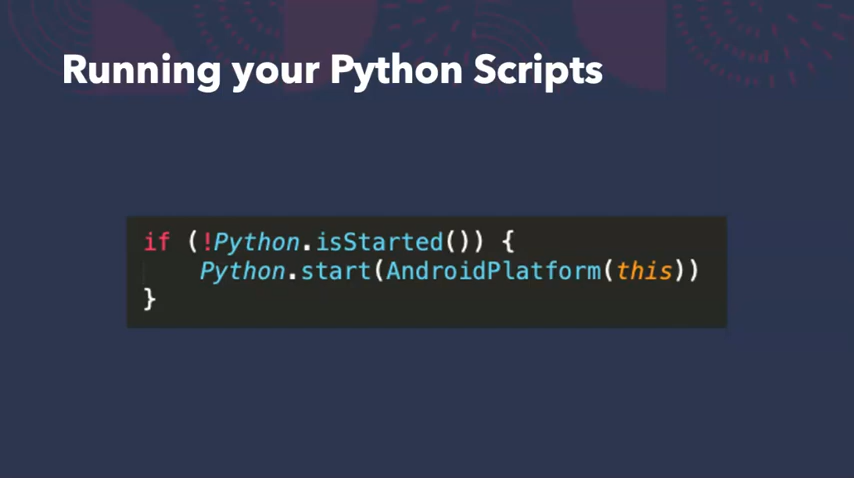 Running your Python Scripts
if (!Python.isStarted()) {
    Python.start(AndroidPlatform(this))
}